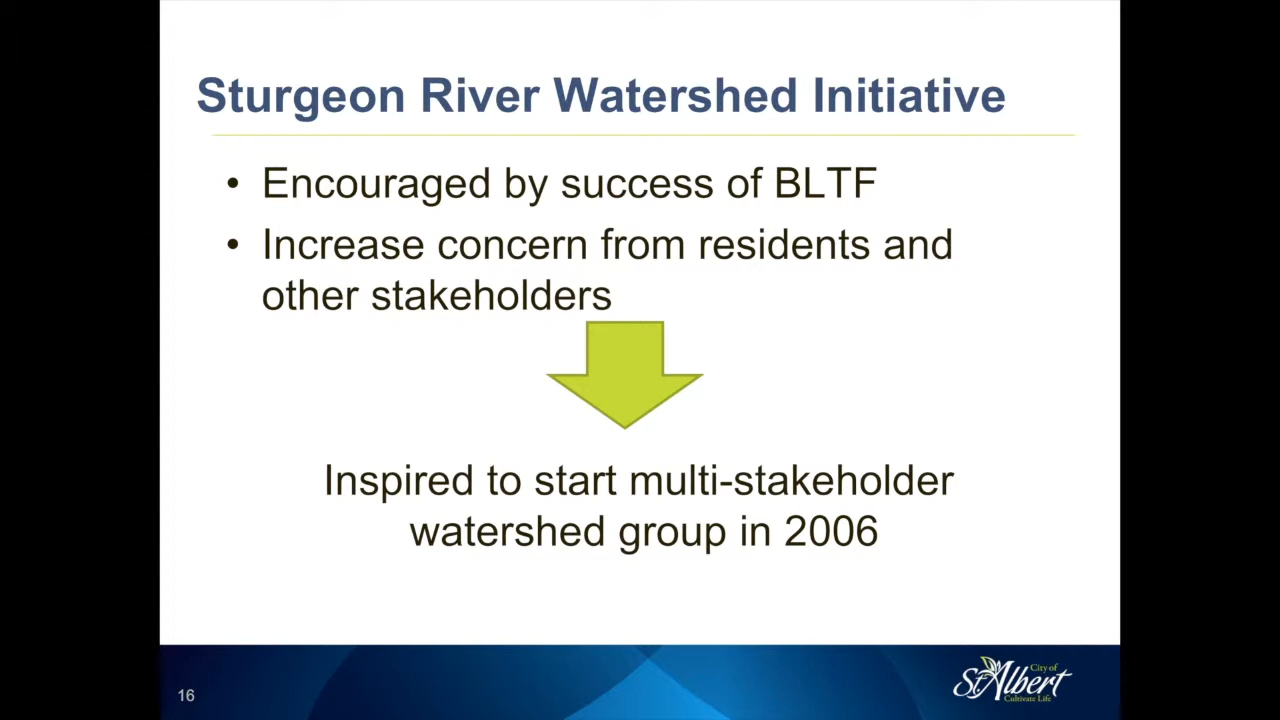 Sturgeon River Watershed Initiative
• Encouraged by success of BLTF
• Increase concern from residents and
other stakeholders
Inspired to start multi-stakeholder
watershed group in 2006
16
City of
St Albert
Cultivate Life